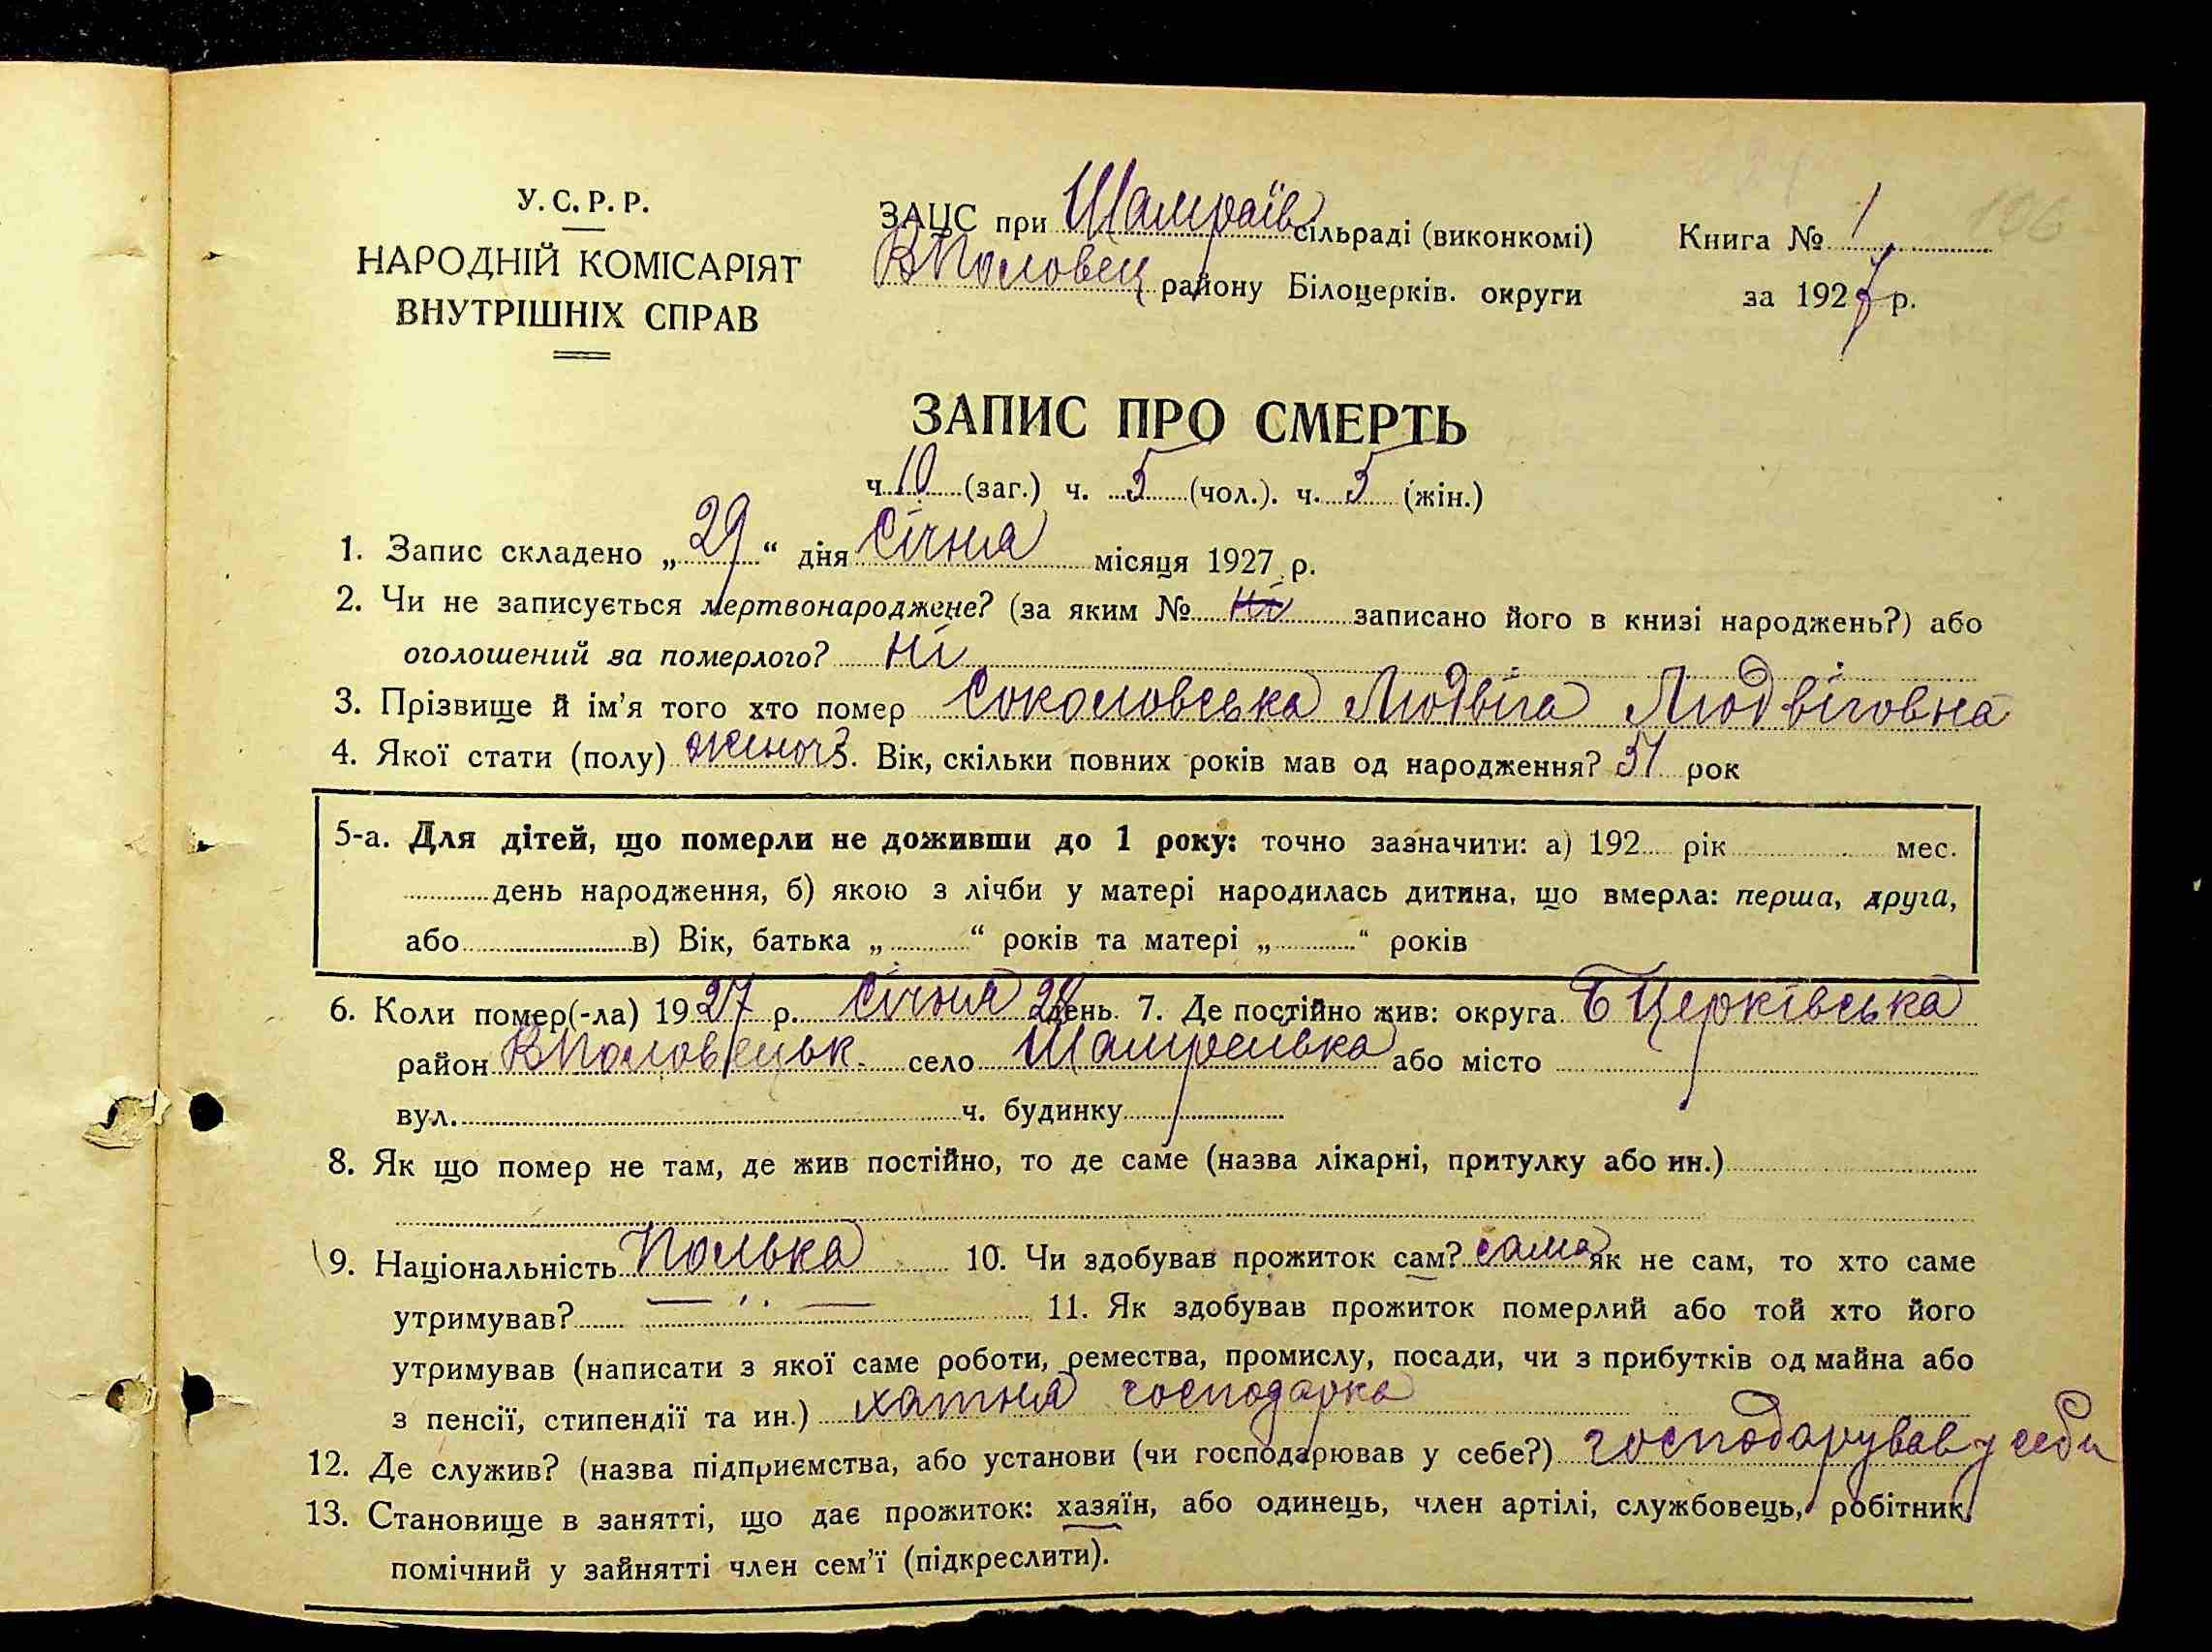 У. С. Р. Р.
НАРОДНІЙ КОМІСАРІЯТ
ВНУТРІШНІХ СПРАВ
ЗАЦС при Шамраїв сільраді (виконкомі)
ВПоловец району Білоцерків. округи
Книга № 1
за 1927 р.
106
ЗАПИС ПРО СМЕРТЬ
ч. 10 (заг.) ч. 5 (чол.). ч. 5 (жін.)
1. Запис складено „ 29 “ дня Січня місяця 1927 р.
2. Чи не записується мертвонароджене? (за яким № ні записано його в книзі народжень?) або
оголошений за померлого? ні
3. Прізвище й ім'я того хто помер Соколовська Людвіга Людвіговна
4. Якої стати (полу) жіноч 5. Вік, скільки повних років мав од народження? 51 рок
5-а. Для дітей, що померли не доживши до 1 року: точно зазначити: а) 192 рік мес.
день народження, б) якою з лічби у матері народилась дитина, що вмерла: перша, друга,
або в) Вік, батька „ “ років та матері „ “ років
6. Коли помер(-ла) 1927 р. Січня 28 день. 7. Де постійно жив: округа БЦерківська
район ВПоловецьк. село Шамреивка або місто
вул. ч. будинку
8. Як що помер не там, де жив постійно, то де саме (назва лікарні, притулку або ин.)
9. Національність Полька 10. Чи здобував прожиток сам? сама як не сам, то хто саме
утримував? — ,, — 11. Як здобував прожиток померлий або той хто його
утримував (написати з якої саме роботи, ремества, промислу, посади, чи з прибутків од майна або
з пенсії, стипендії та ин.) хатня господарка
12. Де служив? (назва підприємства, або установи (чи господарював у себе?) господарував у себи
13. Становище в занятті, що дає прожиток: хазяїн, або одинець, член артілі, службовець, робітник,
помічний у зайнятті член сем'ї (підкреслити).